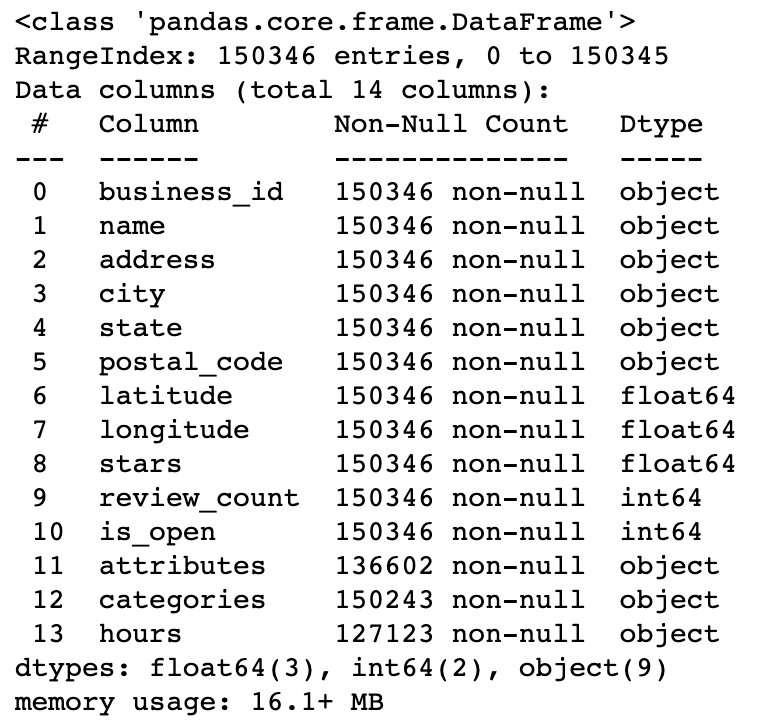 <class 'pandas.core.frame.DataFrame'>
RangeIndex: 150346 entries, 0 to 150345
Data columns (total 14 columns):
 #   Column        Non-Null Count   Dtype
---  ------        --------------   -----
 0   business_id   150346 non-null  object
 1   name          150346 non-null  object
 2   address       150346 non-null  object
 3   city          150346 non-null  object
 4   state         150346 non-null  object
 5   postal_code   150346 non-null  object
 6   latitude      150346 non-null  float64
 7   longitude     150346 non-null  float64
 8   stars         150346 non-null  float64
 9   review_count  150346 non-null  int64
 10  is_open       150346 non-null  int64
 11  attributes    136602 non-null  object
 12  categories    150243 non-null  object
 13  hours         127123 non-null  object
dtypes: float64(3), int64(2), object(9)
memory usage: 16.1+ MB